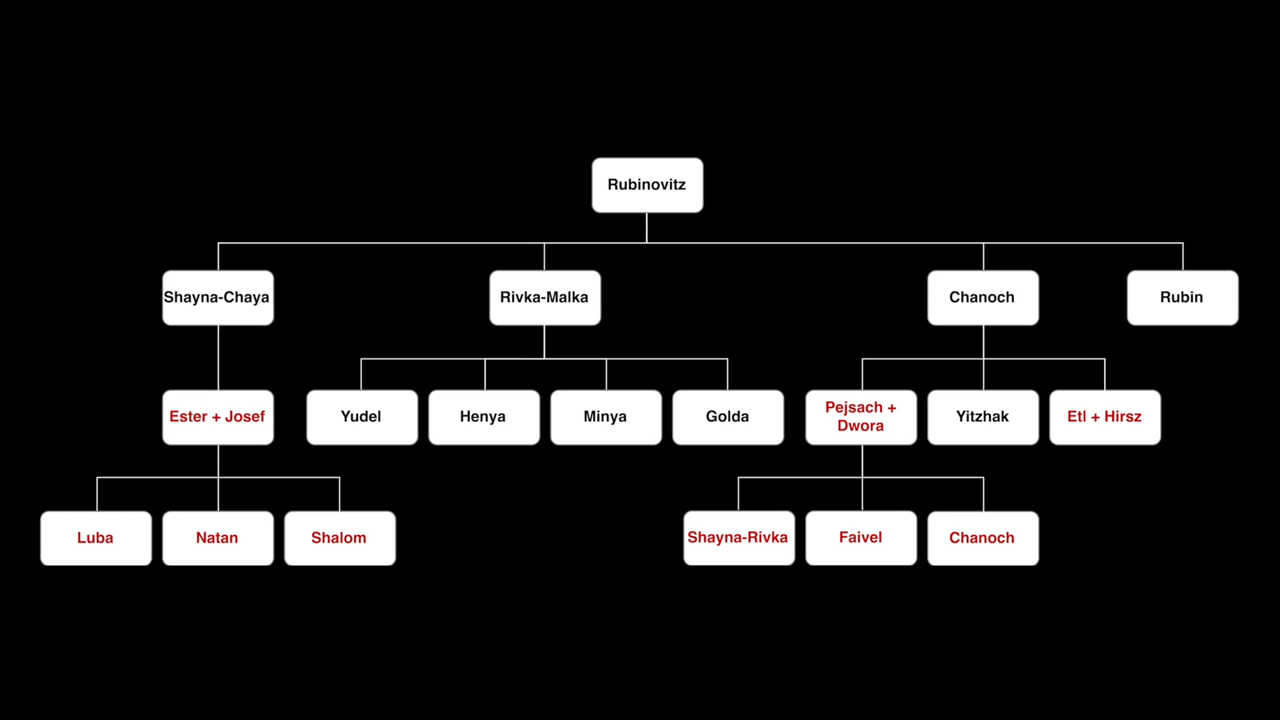 Rubinovitz
Shayna-Chaya
Rivka-Malka
Chanoch
Rubin
Ester + Josef
Yudel
Henya
Minya
Golda
Pejsach +
Dwora
Yitzhak
Etl + Hirsz
Luba
Natan
Shalom
Shayna-Rivka
Faivel
Chanoch